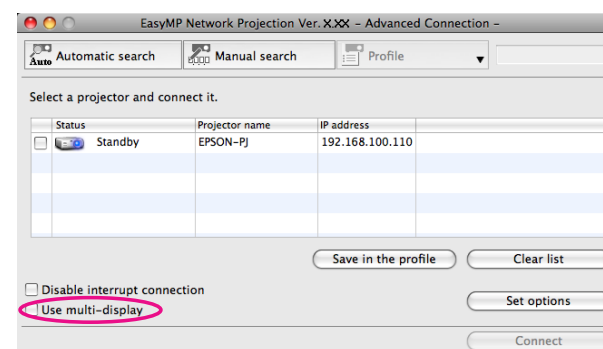 EasyMP Network Projection Ver. X.XX – Advanced Connection –
Auto Automatic search Manual search Profile
Select a projector and connect it.
Status Projector name IP address
Standby EPSON-PJ 192.168.100.110
Save in the profile Clear list
Disable interrupt connection
Set options
Use multi-display
Connect